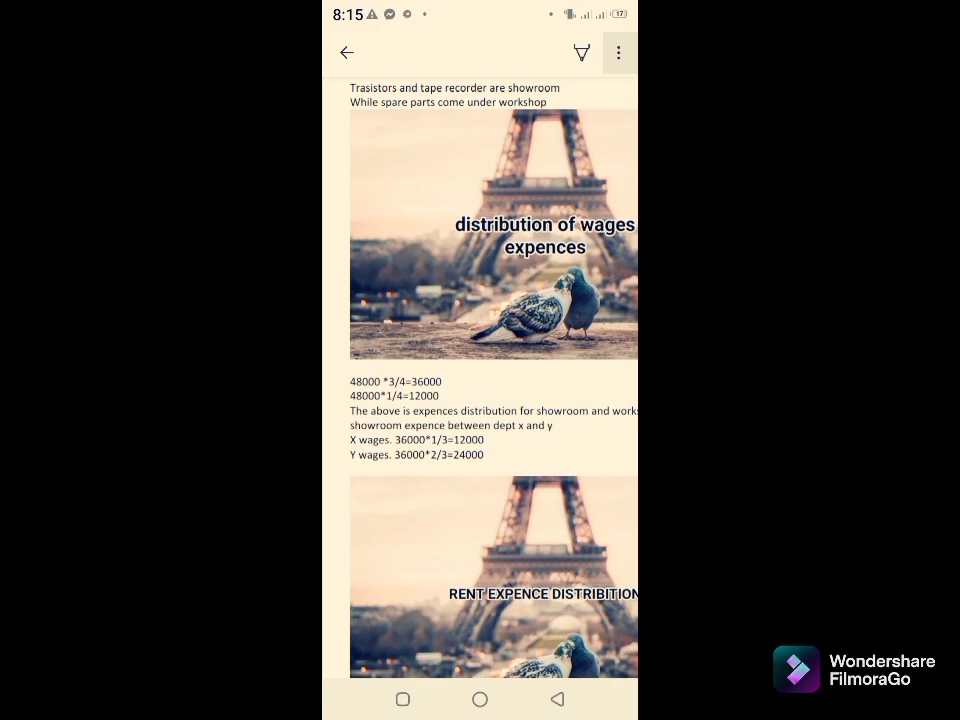 8:15
17
Trasistors and tape recorder are showroom
While spare parts come under workshop
distribution of wages
expences
48000 *3/4=36000
48000*1/4=12000
The above is expences distribution for showroom and works
showroom expence between dept x and y
X wages. 36000*1/3=12000
Y wages. 36000*2/3=24000
RENT EXPENCE DISTRIBITION
Wondershare
FilmoraGo